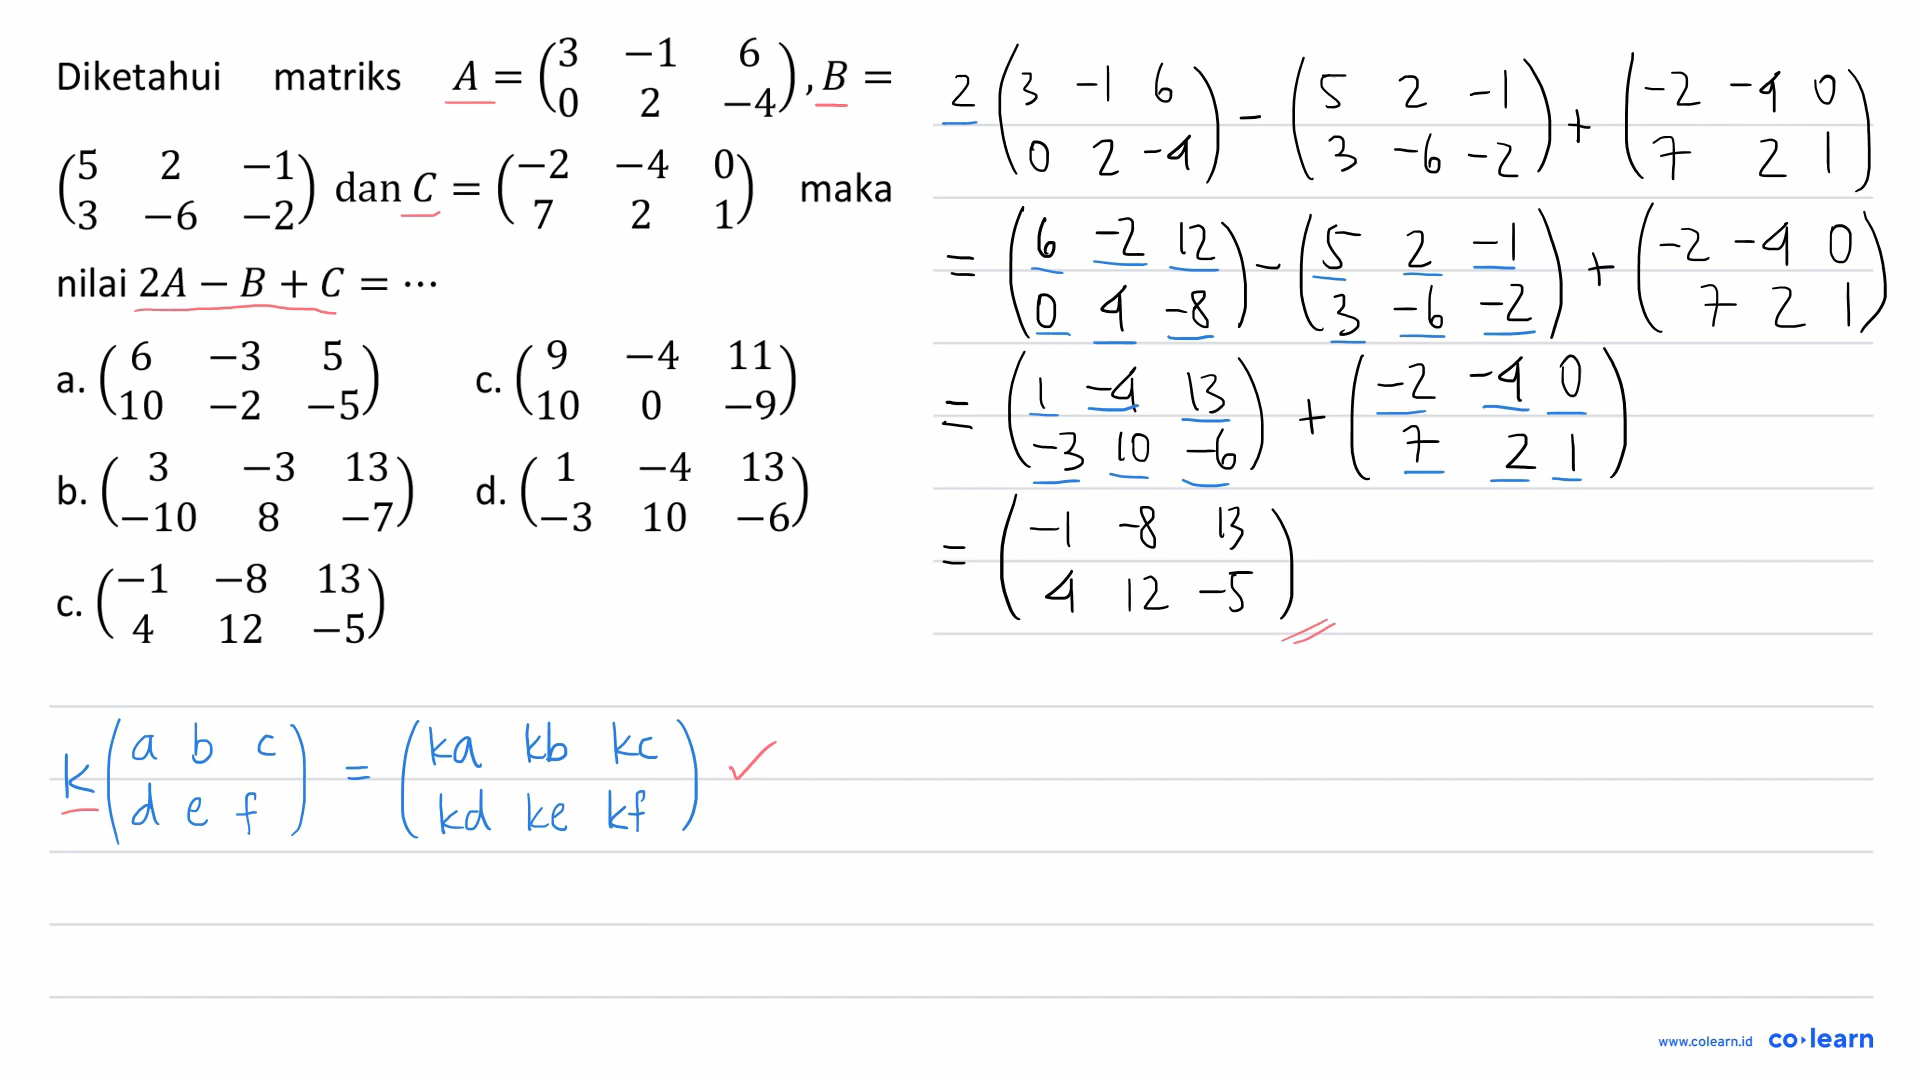 Diketahui matriks A = (3 −1 6 / 0 2 −4), B =
(5 2 −1 / 3 −6 −2) dan C = (−2 −4 0 / 7 2 1) maka
nilai 2A − B + C = ⋯
a. (6 −3 5 / 10 −2 −5) c. (9 −4 11 / 10 0 −9)
b. (3 −3 13 / −10 8 −7) d. (1 −4 13 / −3 10 −6)
c. (−1 −8 13 / 4 12 −5)
2 (3 -1 6 / 0 2 -4) - (5 2 -1 / 3 -6 -2) + (-2 -4 0 / 7 2 1)
= (6 -2 12 / 0 4 -8) - (5 2 -1 / 3 -6 -2) + (-2 -4 0 / 7 2 1)
= (1 -4 13 / -3 10 -6) + (-2 -4 0 / 7 2 1)
= (-1 -8 13 / 4 12 -5)
k (a b c / d e f) = (ka kb kc / kd ke kf) ✓
www.colearn.id co learn